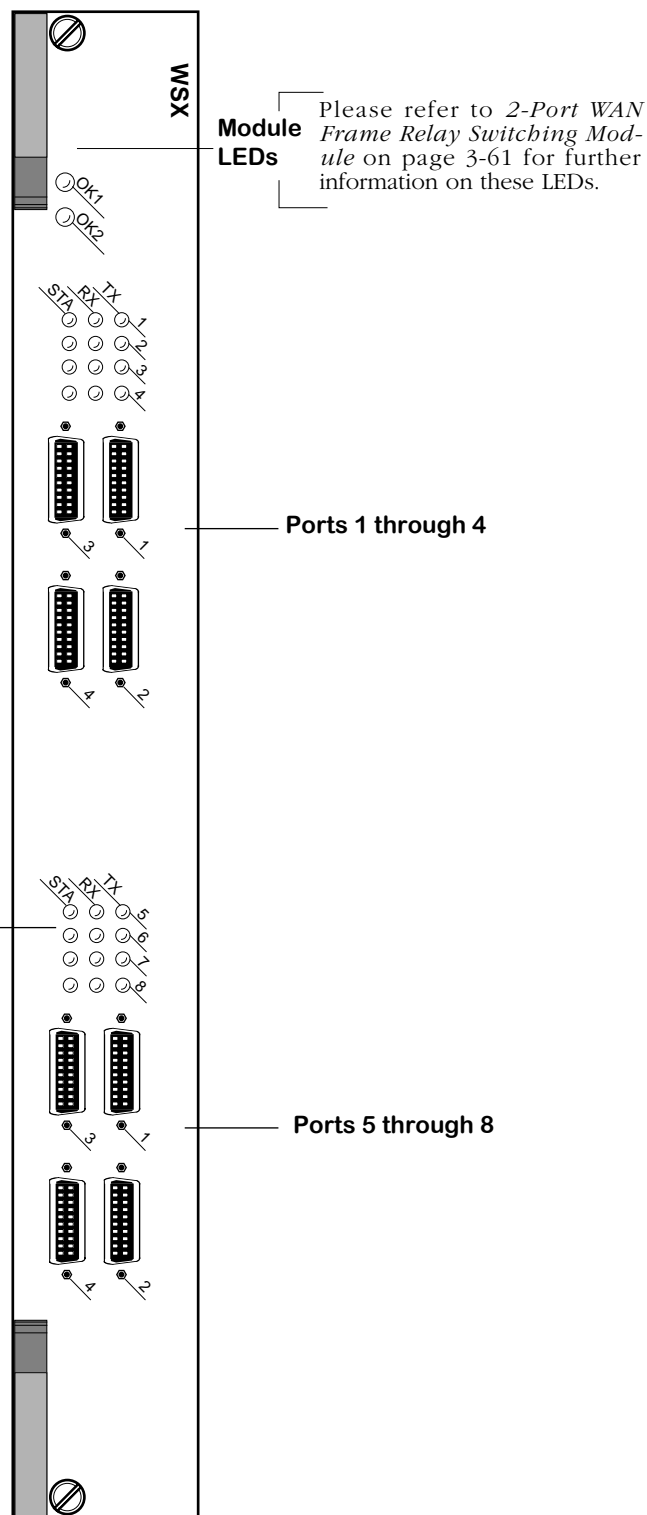 WSX
Module
LEDs
Please refer to 2-Port WAN
Frame Relay Switching Mod-
ule on page 3-61 for further
information on these LEDs.
OK1
OK2
STA RX TX
1
2
3
4
3 1
Ports 1 through 4
4 2
STA RX TX
5
6
7
8
3 1
Ports 5 through 8
4 2